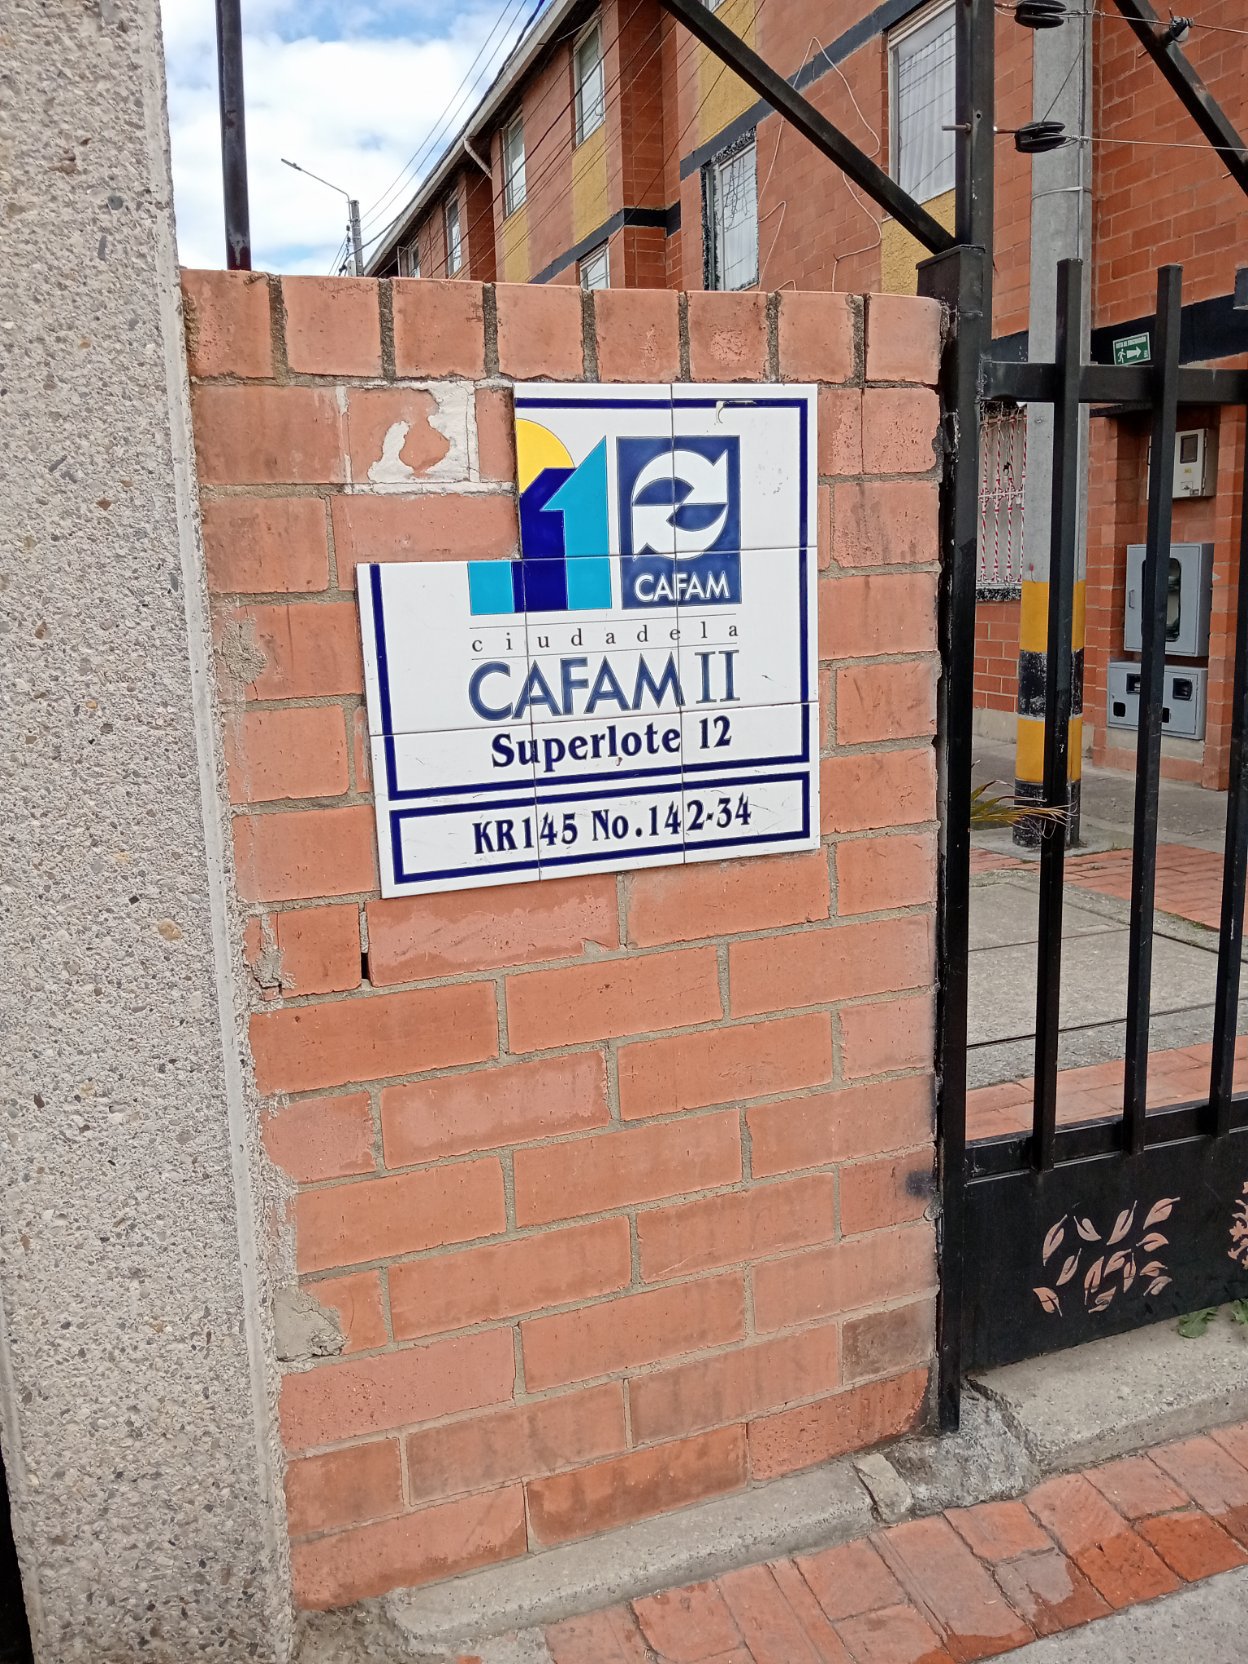 CAFAM
ciudadela
CAFAM II
Superlote 12
KR145 No.142-34